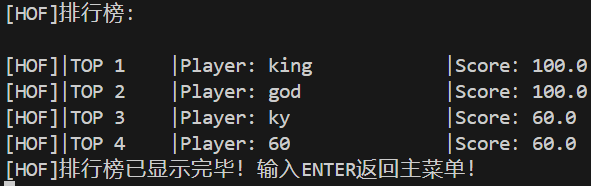 [HOF]排行榜:
[HOF]|TOP 1 |Player: king |Score: 100.0
[HOF]|TOP 2 |Player: god |Score: 100.0
[HOF]|TOP 3 |Player: ky |Score: 60.0
[HOF]|TOP 4 |Player: 60 |Score: 60.0
[HOF]排行榜已显示完毕! 输入ENTER返回主菜单!